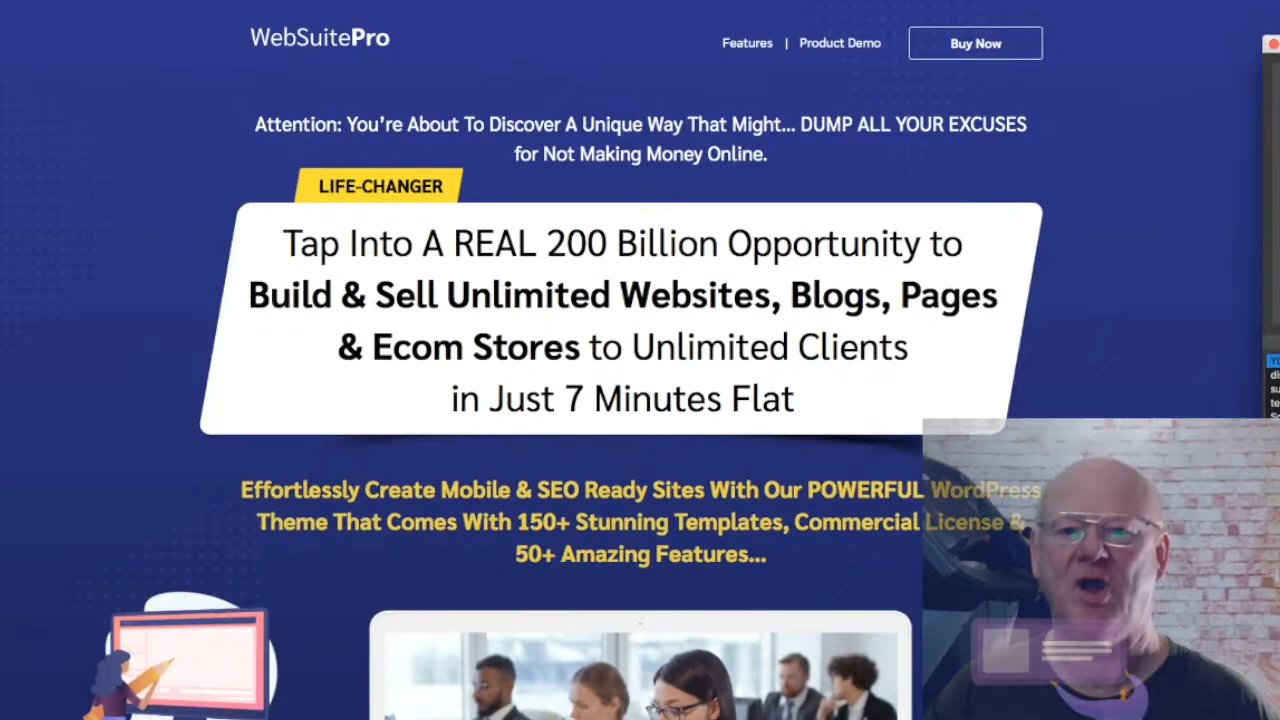 WebSuitePro
Features | Product Demo
Buy Now
Attention: You're About To Discover A Unique Way That Might... DUMP ALL YOUR EXCUSES
for Not Making Money Online.
LIFE-CHANGER
Tap Into A REAL 200 Billion Opportunity to
Build & Sell Unlimited Websites, Blogs, Pages
& Ecom Stores to Unlimited Clients
in Just 7 Minutes Flat
Effortlessly Create Mobile & SEO Ready Sites With Our POWERFUL WordPress
Theme That Comes With 150+ Stunning Templates, Commercial License &
50+ Amazing Features...